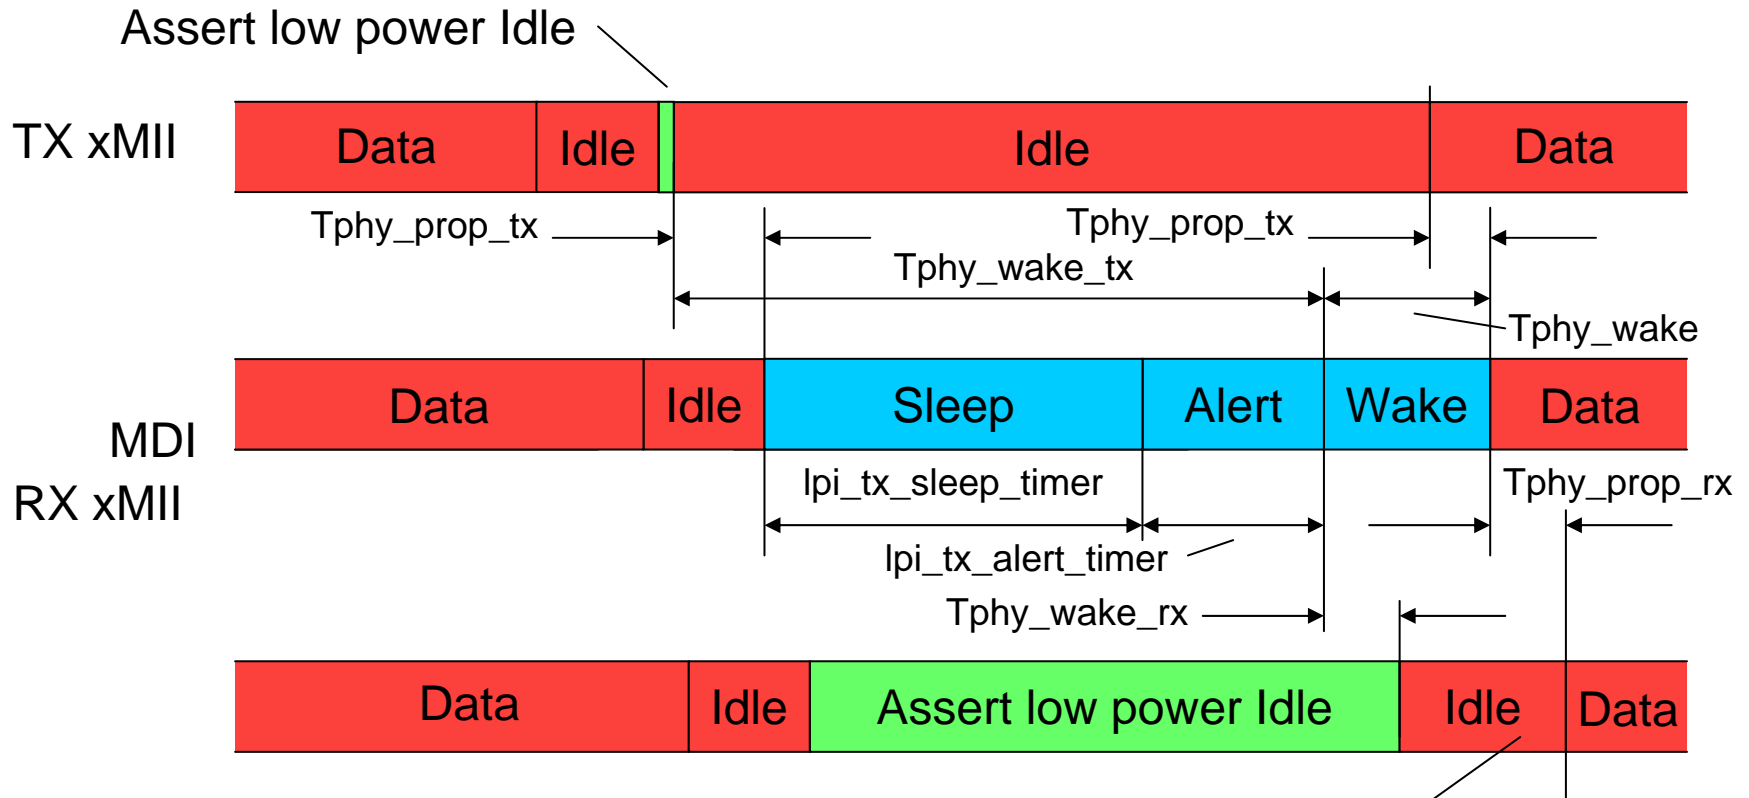 Assert low power Idle
TX xMII
Data Idle Idle Data
Tphy_prop_tx Tphy_prop_tx
Tphy_wake_tx
Tphy_wake
MDI
Data Idle Sleep Alert Wake Data
RX xMII
lpi_tx_sleep_timer Tphy_prop_rx
lpi_tx_alert_timer
Tphy_wake_rx
Data Idle Assert low power Idle Idle Data